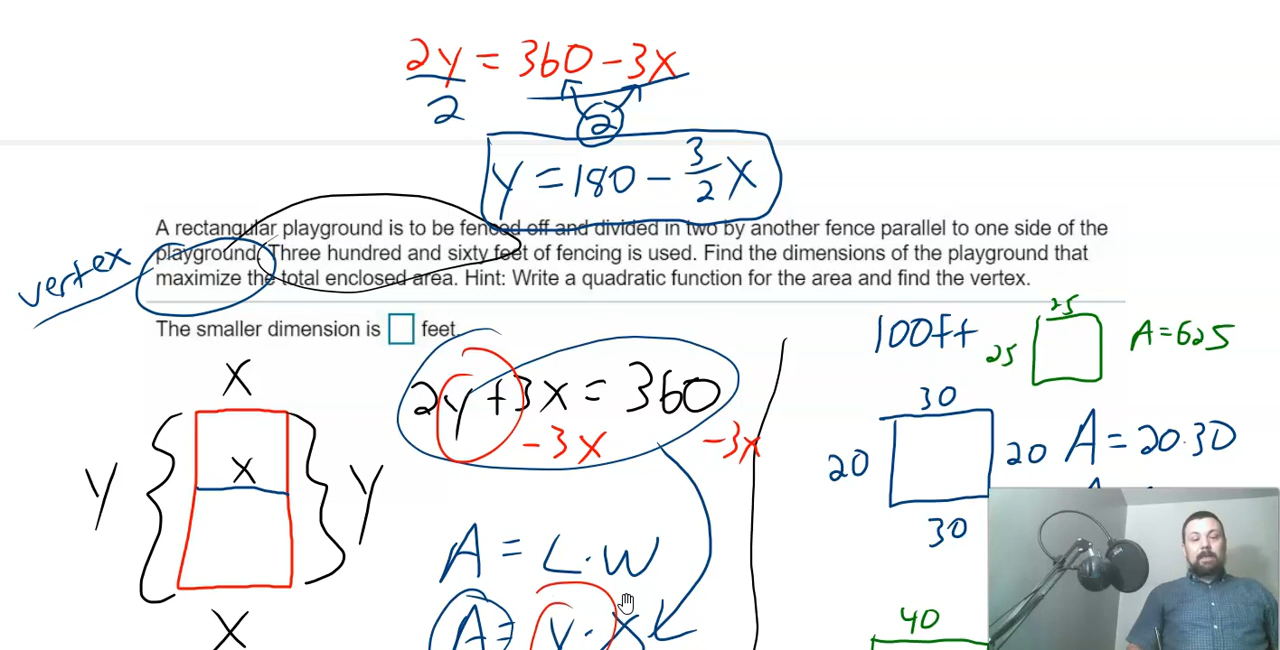 2y = 360 - 3x
2
2
y = 180 - 3/2 x
A rectangular playground is to be fenced off and divided in two by another fence parallel to one side of the
playground. Three hundred and sixty feet of fencing is used. Find the dimensions of the playground that
maximize the total enclosed area. Hint: Write a quadratic function for the area and find the vertex.
vertex
The smaller dimension is feet.
x
x
y
y
x
2y + 3x = 360
-3x
-3x
A = L·W
A = y·x
100ft
25
25
A = 625
30
20
20
A = 20·30
30
40